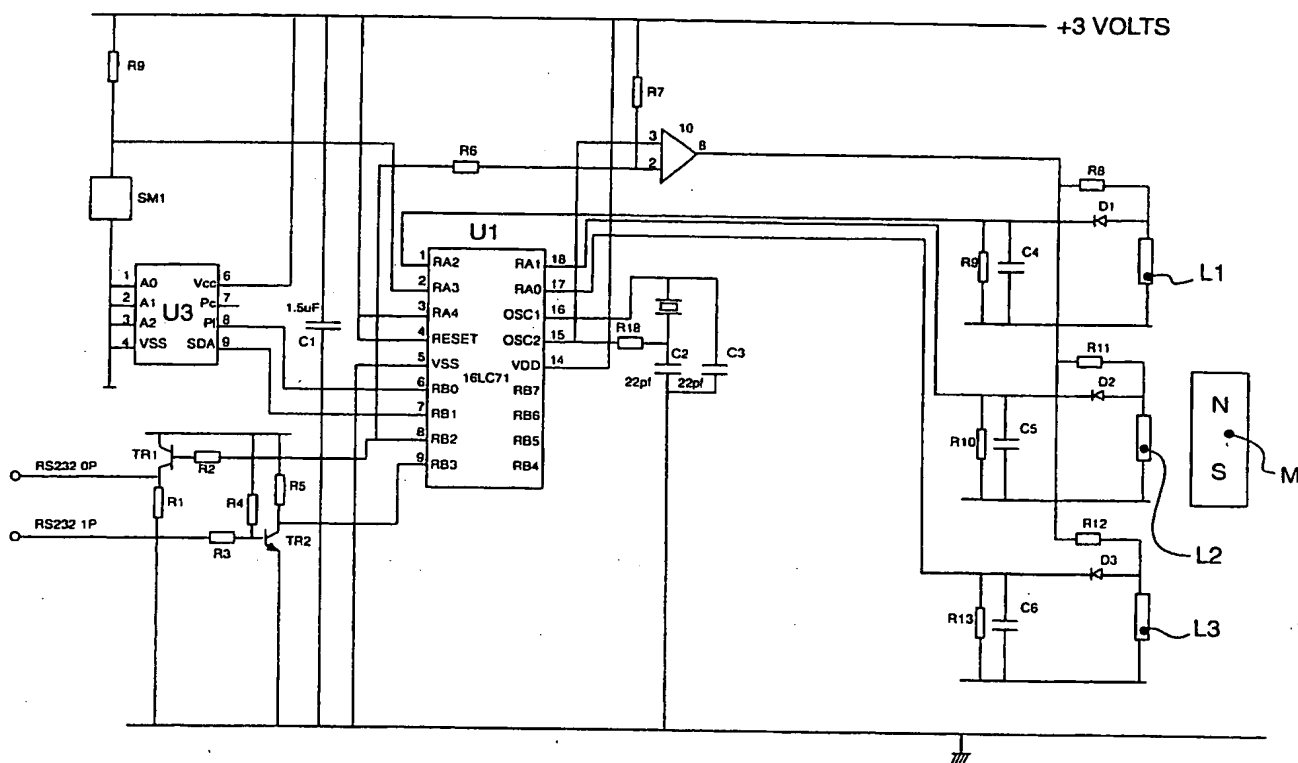 +3 VOLTS
R9
R7
10
3
2
8
R6
R8
SM1
D1
U1
1 RA2 RA1 18
2 RA3 RA0 17
3 RA4 OSC1 16
4 RESET OSC2 15
5 VSS VDD 14
16LC71
6 RB0 RB7
7 RB1 RB6
8 RB2 RB5
9 RB3 RB4
R9
C4
L1
U3
1 A0 Vcc 6
2 A1 Pc 7
3 A2 PI 8
4 VSS SDA 9
1.5uF
C1
R18
C2
C3
22pf
22pf
R11
D2
R10
C5
N
S
M
L2
TR1
R2
RS232 0P
R1
R4
R5
RS232 1P
R3
TR2
R12
D3
R13
C6
L3